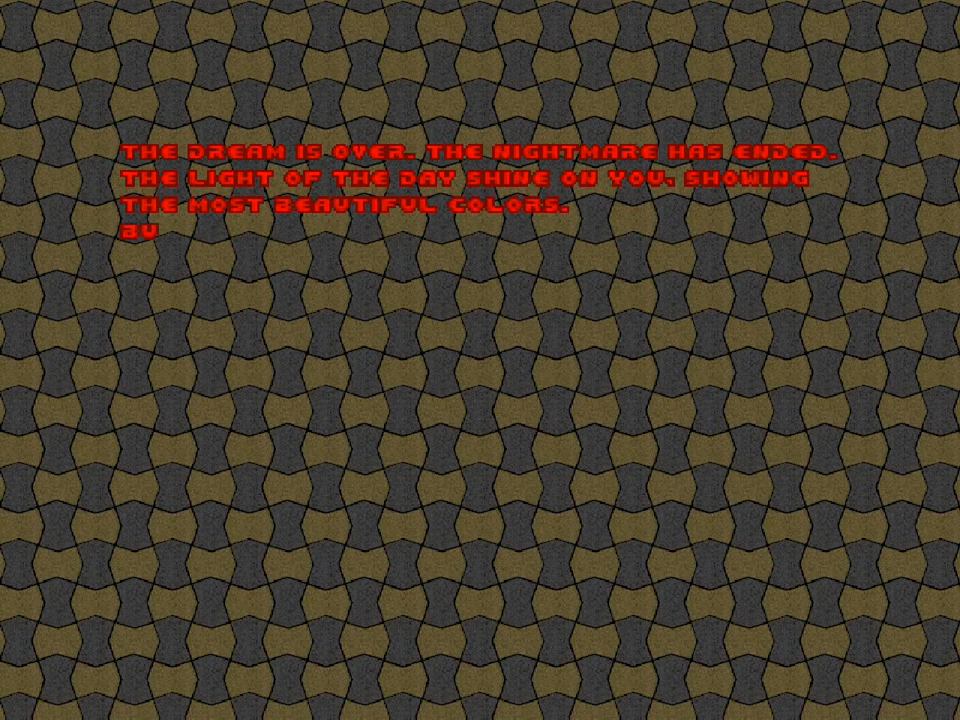 THE DREAM IS OVER. THE NIGHTMARE HAS ENDED.
THE LIGHT OF THE DAY SHINE ON YOU, SHOWING
THE MOST BEAUTIFUL COLORS.
BU